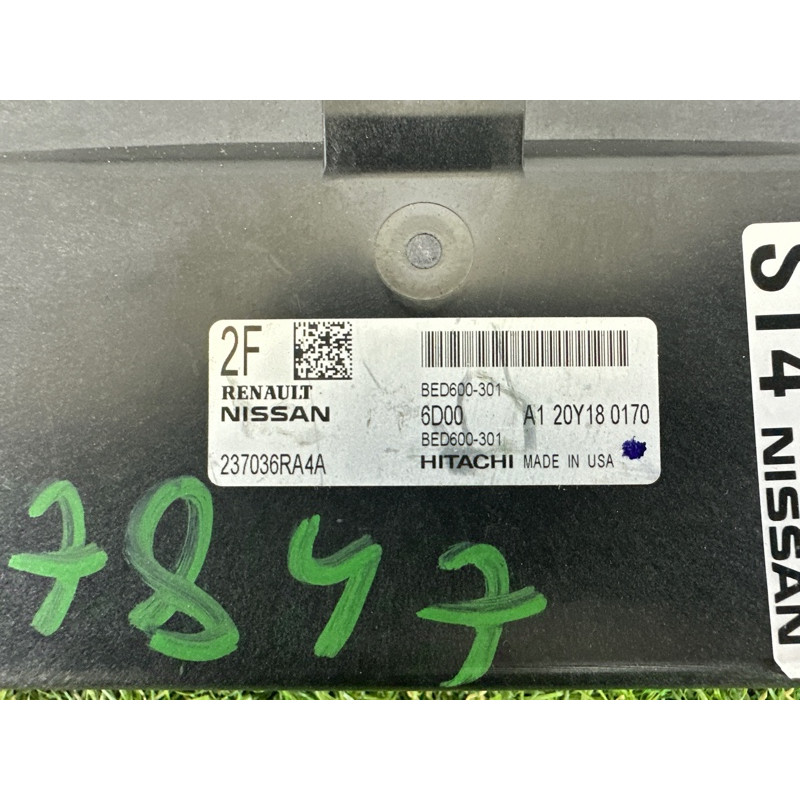 2F
RENAULT
NISSAN
237036RA4A
BED600-301
6D00 A1 20Y18 0170
BED600-301
HITACHI MADE IN USA
S14 NISSAN
7847